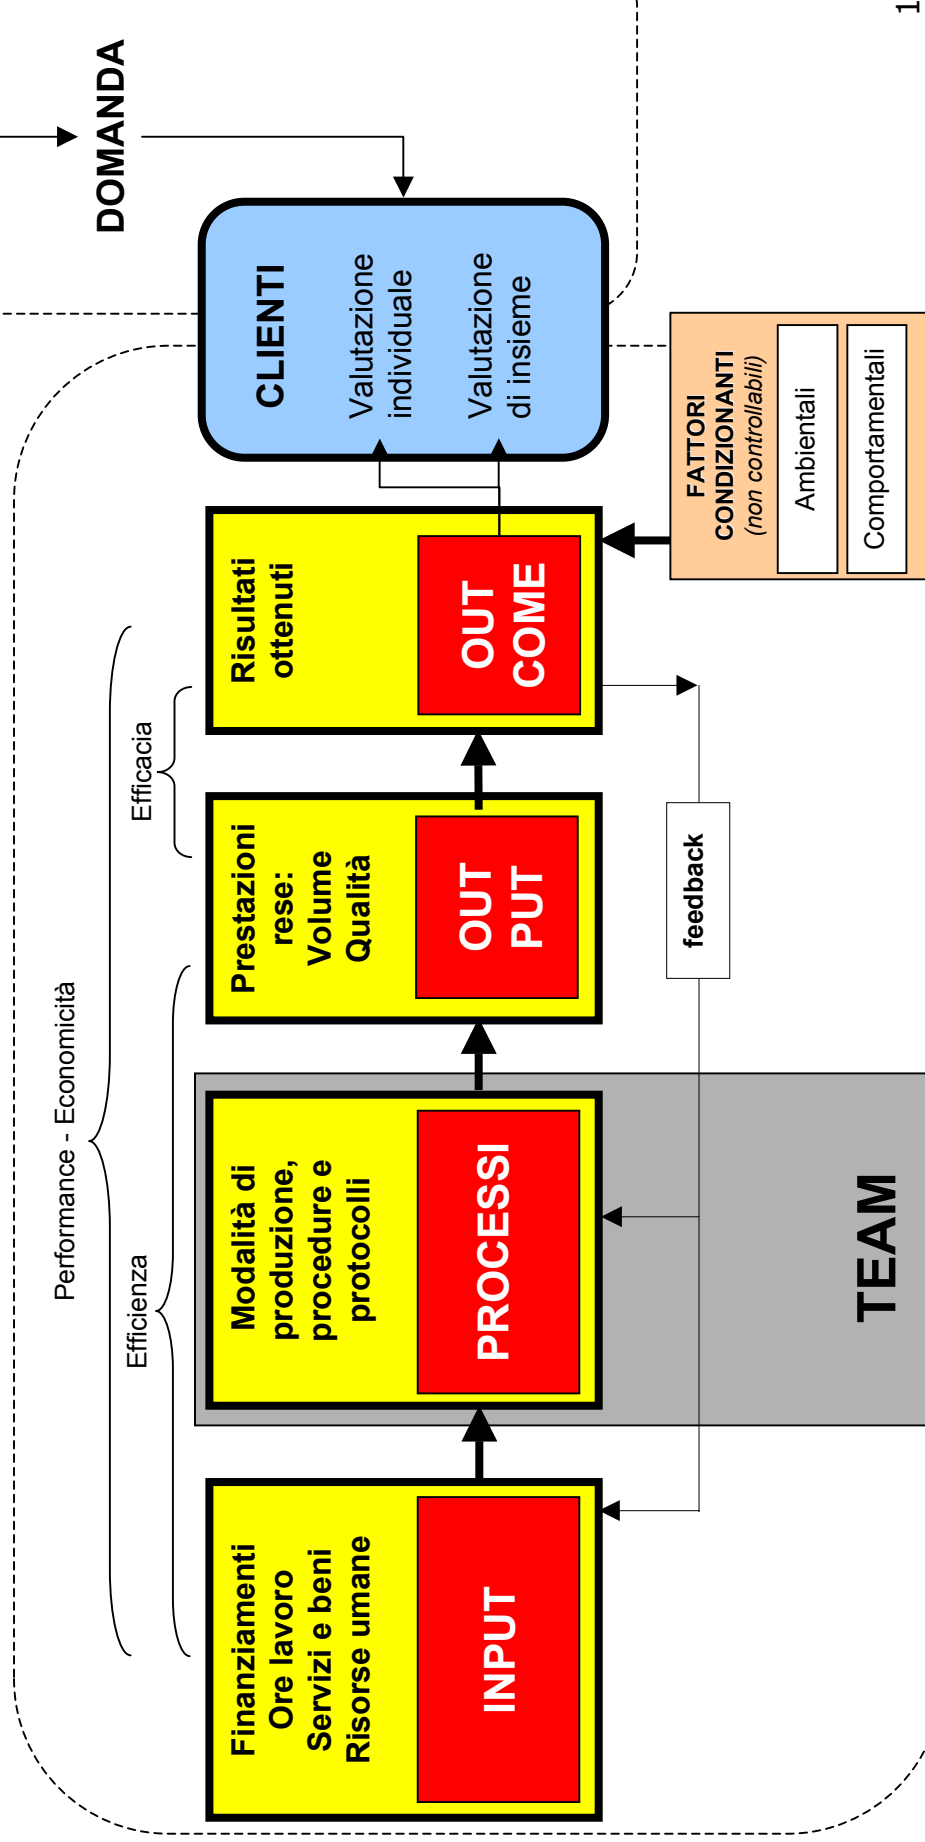 Performance - Economicità
Efficienza
Efficacia
Finanziamenti
Ore lavoro
Servizi e beni
Risorse umane
INPUT
Modalità di
produzione,
procedure e
protocolli
PROCESSI
TEAM
Prestazioni
rese:
Volume
Qualità
OUT
PUT
Risultati
ottenuti
OUT
COME
feedback
CLIENTI
Valutazione
individuale
Valutazione
di insieme
DOMANDA
FATTORI
CONDIZIONANTI
(non controllabili)
Ambientali
Comportamentali
1